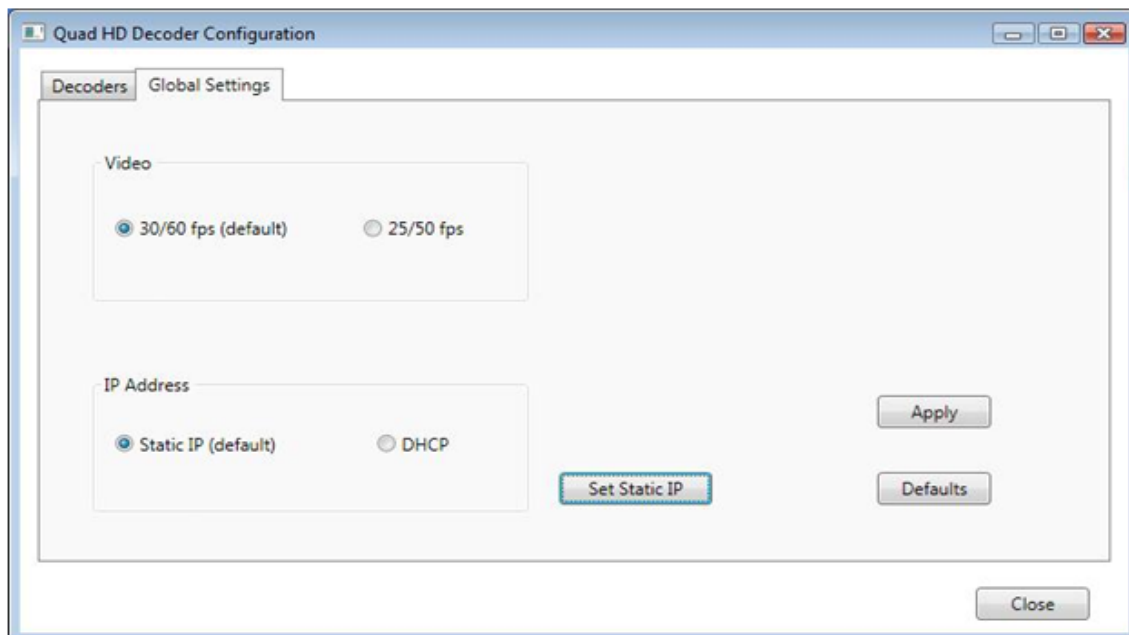 Quad HD Decoder Configuration
Decoders Global Settings
Video
30/60 fps (default) 25/50 fps
IP Address
Static IP (default) DHCP
Apply
Set Static IP Defaults
Close